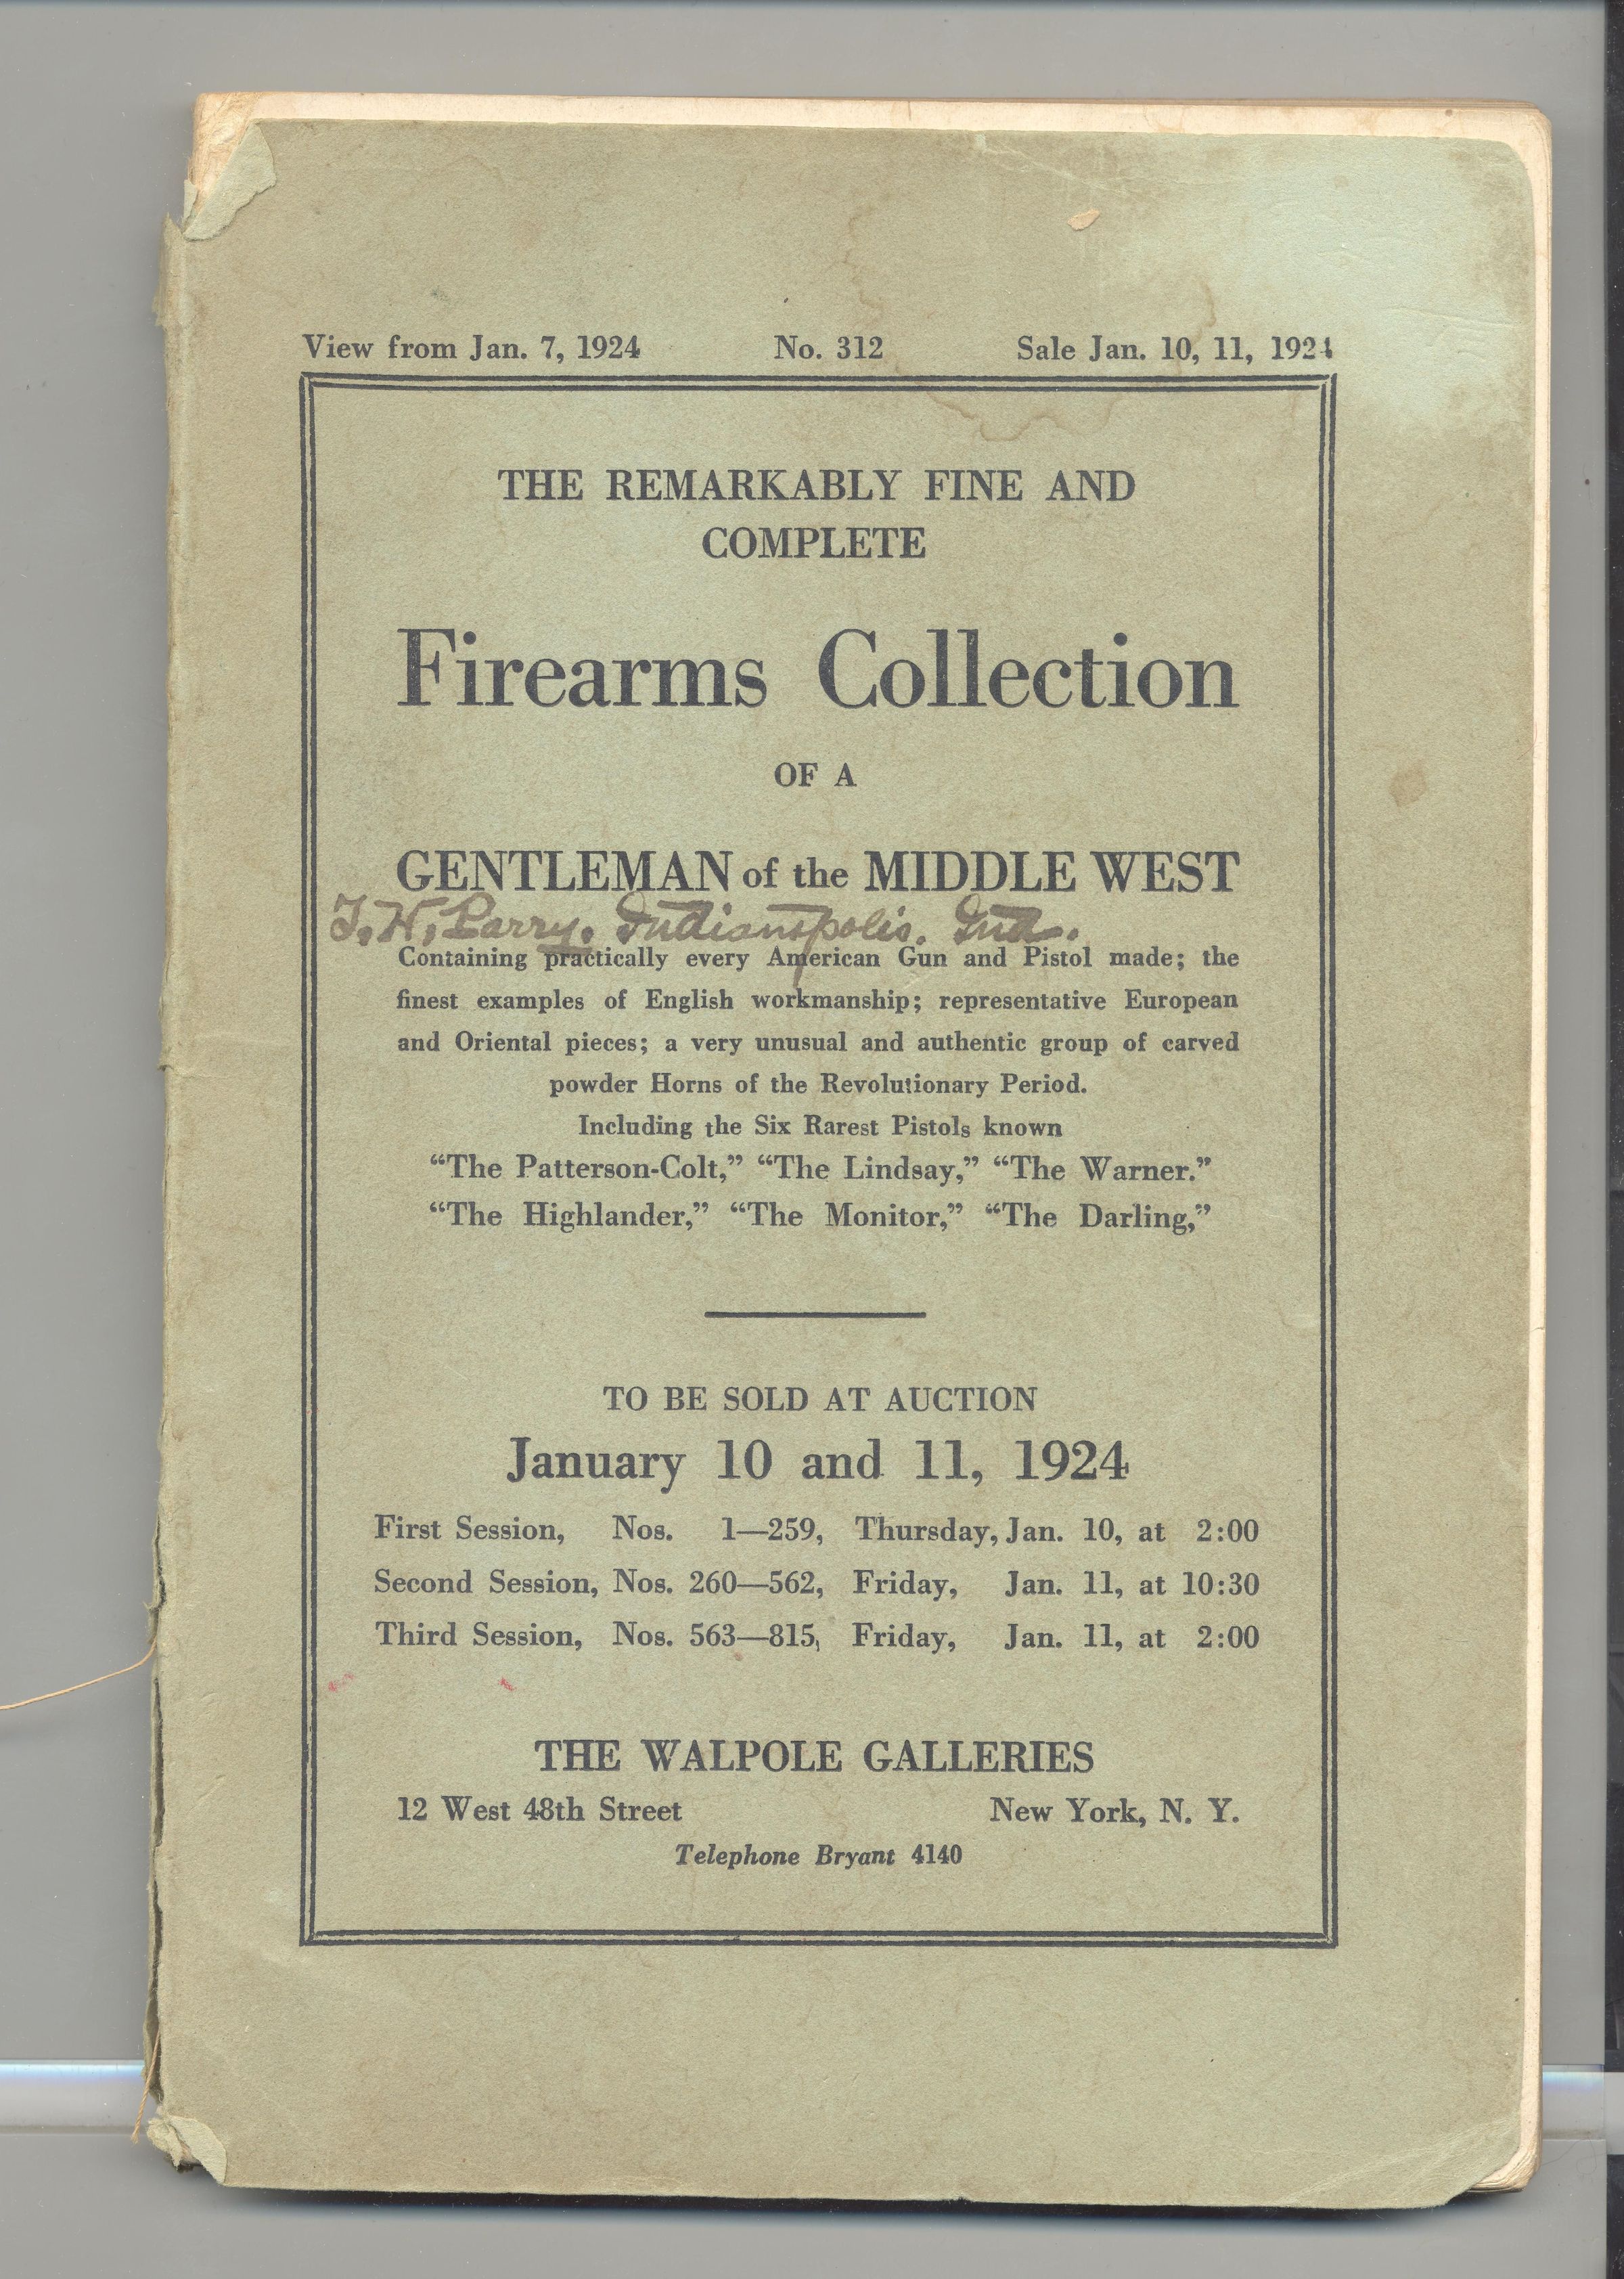 View from Jan. 7, 1924 No. 312 Sale Jan. 10, 11, 1924
THE REMARKABLY FINE AND
COMPLETE
Firearms Collection
OF A
GENTLEMAN of the MIDDLE WEST
T. H. Parry. Indianapolis. Ind.
Containing practically every American Gun and Pistol made; the
finest examples of English workmanship; representative European
and Oriental pieces; a very unusual and authentic group of carved
powder Horns of the Revolutionary Period.
Including the Six Rarest Pistols known
“The Patterson-Colt,” “The Lindsay,” “The Warner.”
“The Highlander,” “The Monitor,” “The Darling,”
TO BE SOLD AT AUCTION
January 10 and 11, 1924
First Session, Nos. 1—259, Thursday, Jan. 10, at 2:00
Second Session, Nos. 260—562, Friday, Jan. 11, at 10:30
Third Session, Nos. 563—815, Friday, Jan. 11, at 2:00
THE WALPOLE GALLERIES
12 West 48th Street New York, N. Y.
Telephone Bryant 4140